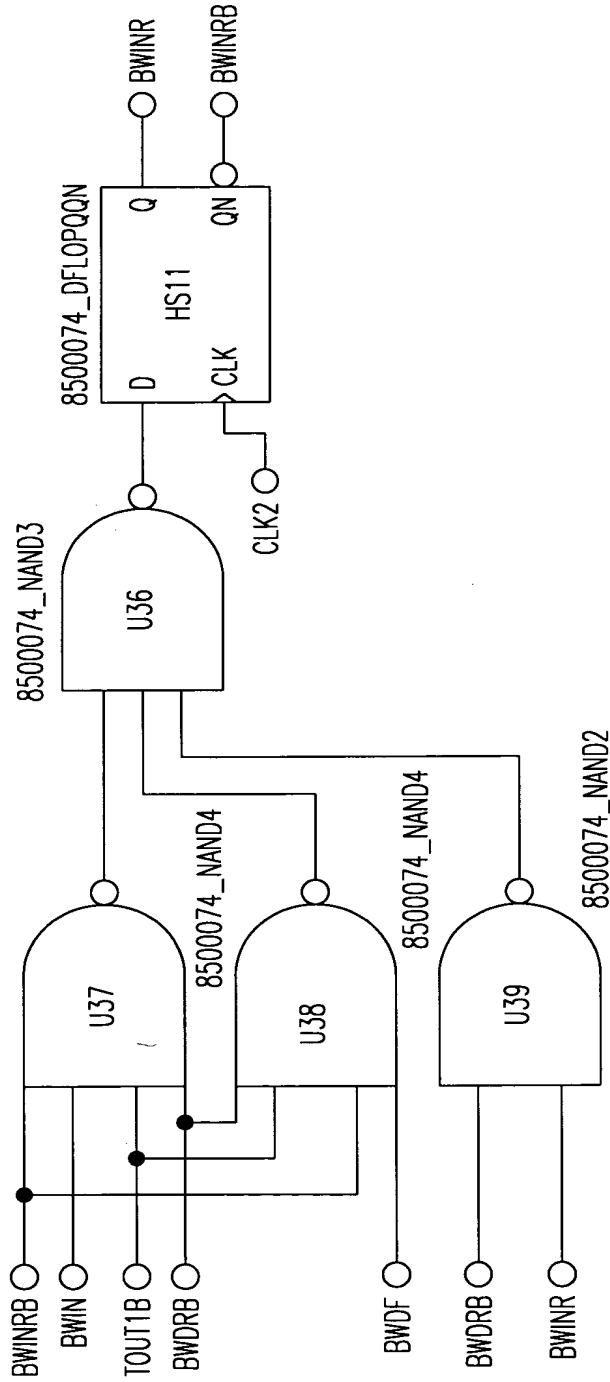 BWINRB
BWIN
TOUT1B
BWDRB
BWDF
BWDRB
BWINR
U37
8500074_NAND4
U38
8500074_NAND4
U39
8500074_NAND2
8500074_NAND3
U36
CLK2
8500074_DFLOPQQN
D
Q
HS11
CLK
QN
BWINR
BWINRB